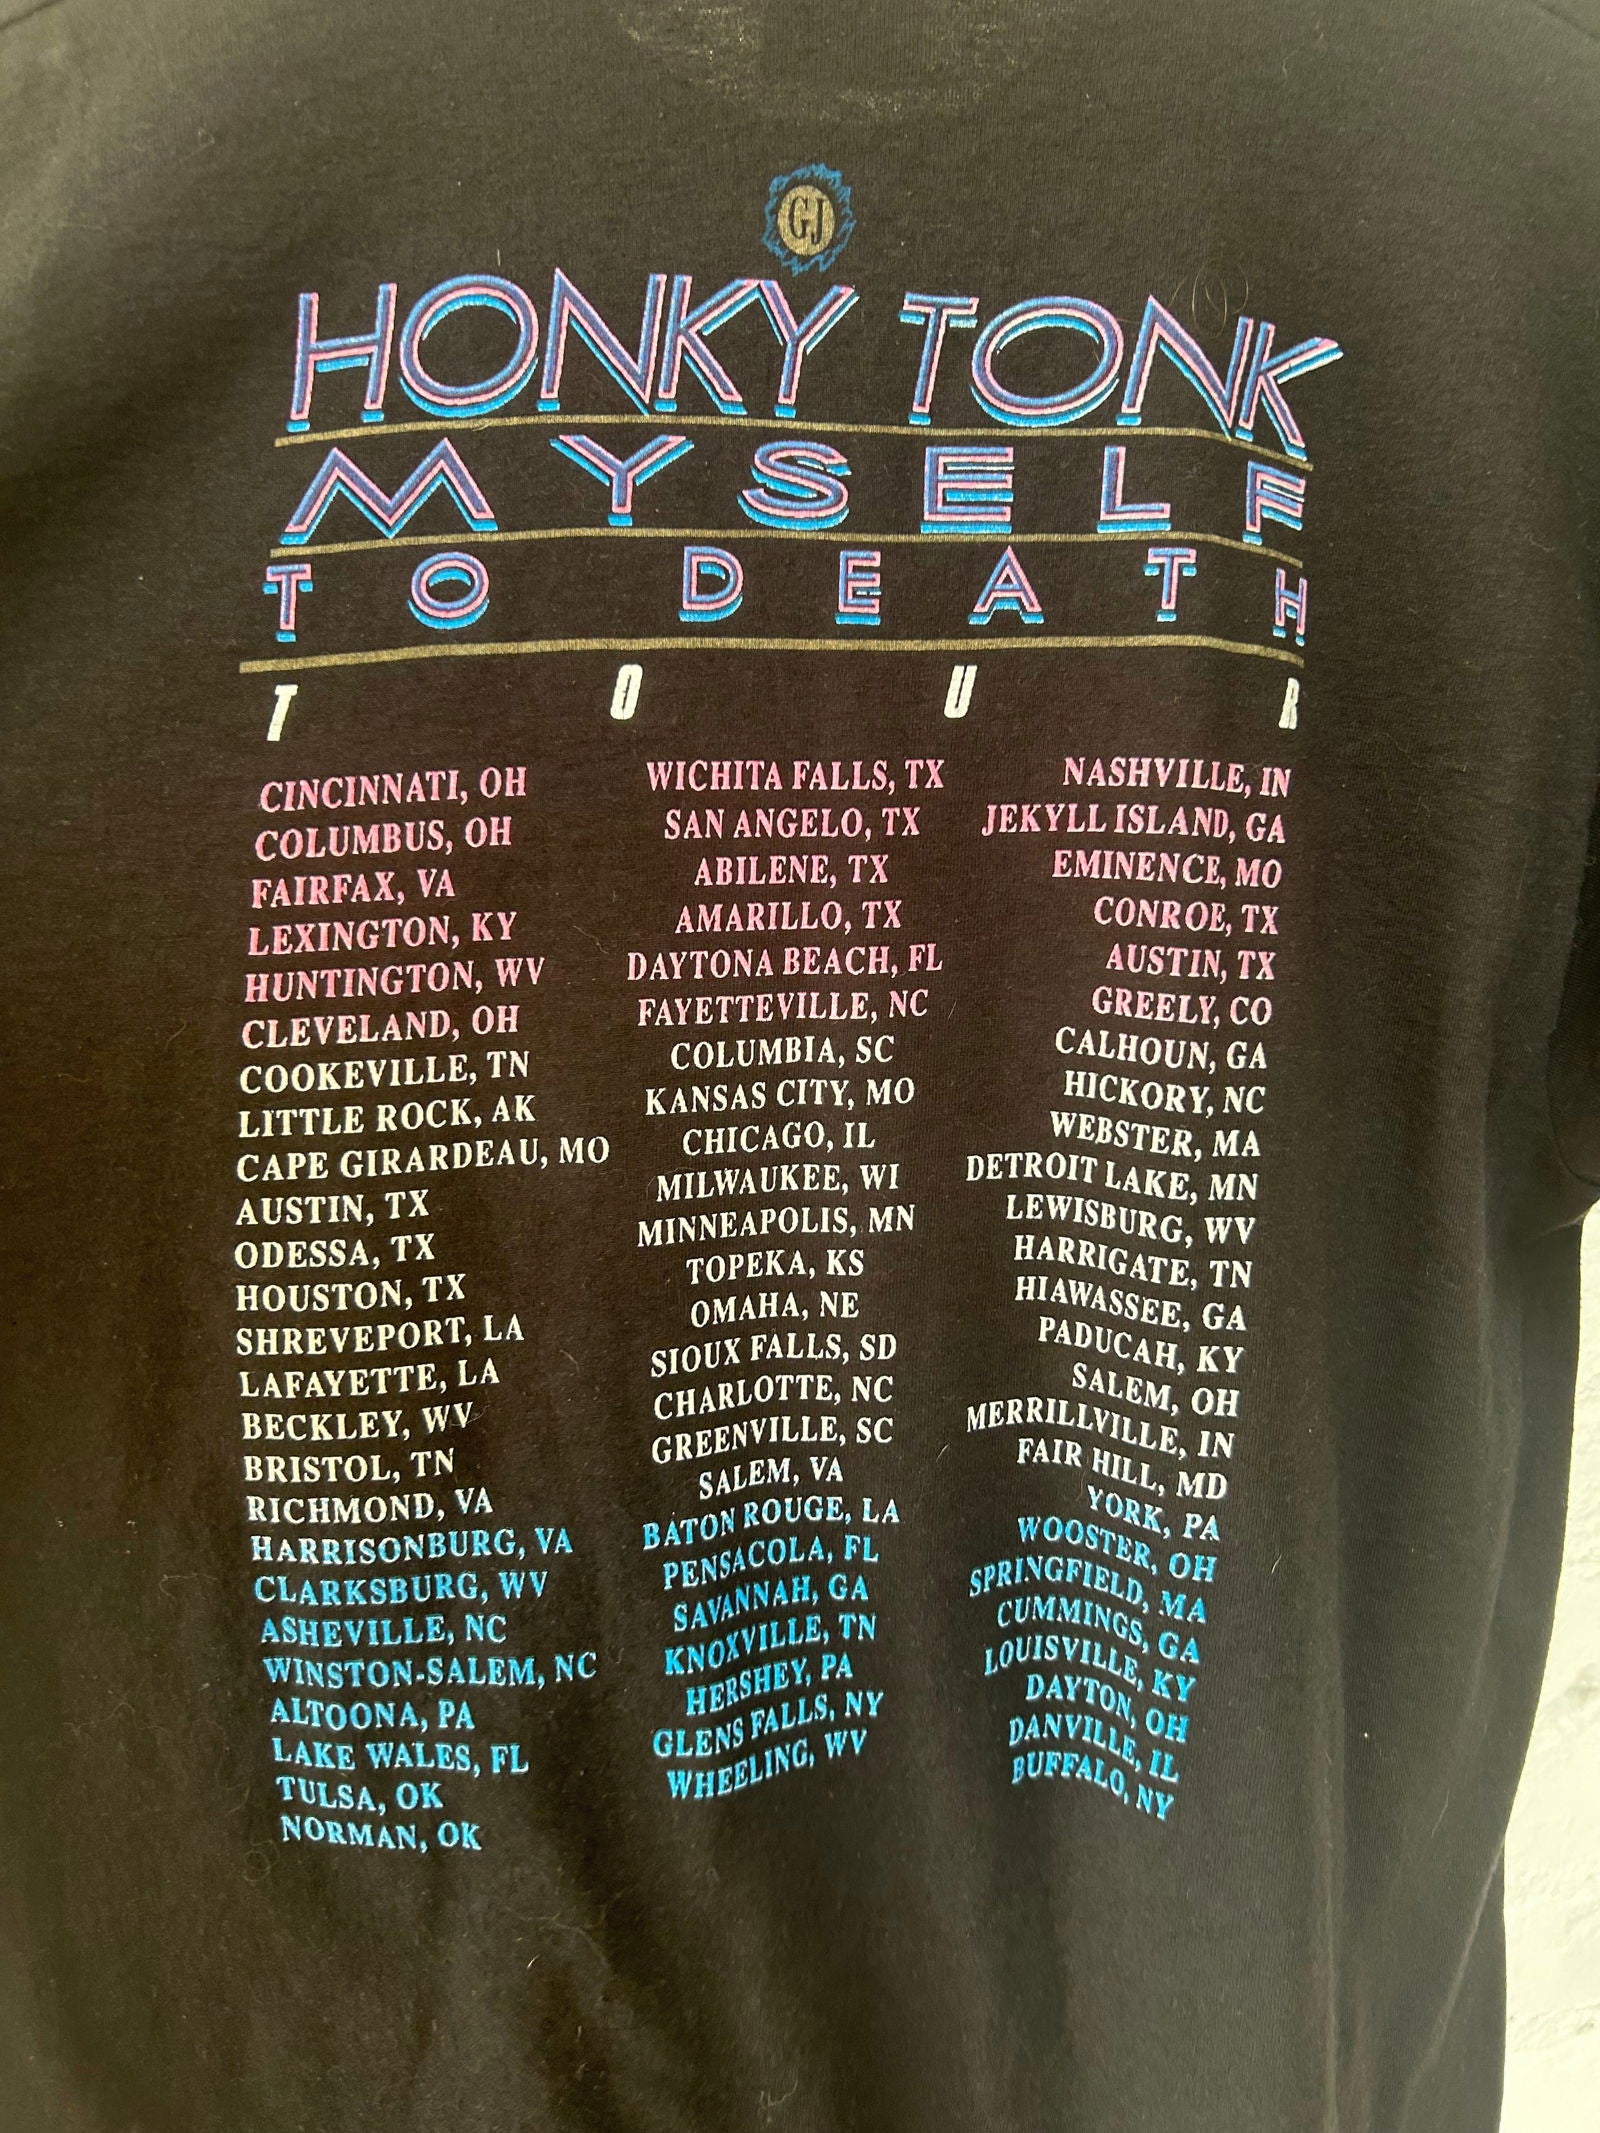 GJ
HONKY TONK
MYSELF
TO DEATH
TOUR
CINCINNATI, OH
COLUMBUS, OH
FAIRFAX, VA
LEXINGTON, KY
HUNTINGTON, WV
CLEVELAND, OH
COOKEVILLE, TN
LITTLE ROCK, AK
CAPE GIRARDEAU, MO
AUSTIN, TX
ODESSA, TX
HOUSTON, TX
SHREVEPORT, LA
LAFAYETTE, LA
BECKLEY, WV
BRISTOL, TN
RICHMOND, VA
HARRISONBURG, VA
CLARKSBURG, WV
ASHEVILLE, NC
WINSTON-SALEM, NC
ALTOONA, PA
LAKE WALES, FL
TULSA, OK
NORMAN, OK
WICHITA FALLS, TX
SAN ANGELO, TX
ABILENE, TX
AMARILLO, TX
DAYTONA BEACH, FL
FAYETTEVILLE, NC
COLUMBIA, SC
KANSAS CITY, MO
CHICAGO, IL
MILWAUKEE, WI
MINNEAPOLIS, MN
TOPEKA, KS
OMAHA, NE
SIOUX FALLS, SD
CHARLOTTE, NC
GREENVILLE, SC
SALEM, VA
BATON ROUGE, LA
PENSACOLA, FL
SAVANNAH, GA
KNOXVILLE, TN
HERSHEY, PA
GLENS FALLS, NY
WHEELING, WV
NASHVILLE, IN
JEKYLL ISLAND, GA
EMINENCE, MO
CONROE, TX
AUSTIN, TX
GREELY, CO
CALHOUN, GA
HICKORY, NC
WEBSTER, MA
DETROIT LAKE, MN
LEWISBURG, WV
HARRIGATE, TN
HIAWASSEE, GA
PADUCAH, KY
SALEM, OH
MERRILLVILLE, IN
FAIR HILL, MD
YORK, PA
WOOSTER, OH
SPRINGFIELD, MA
CUMMINGS, GA
LOUISVILLE, KY
DAYTON, OH
DANVILLE, IL
BUFFALO, NY